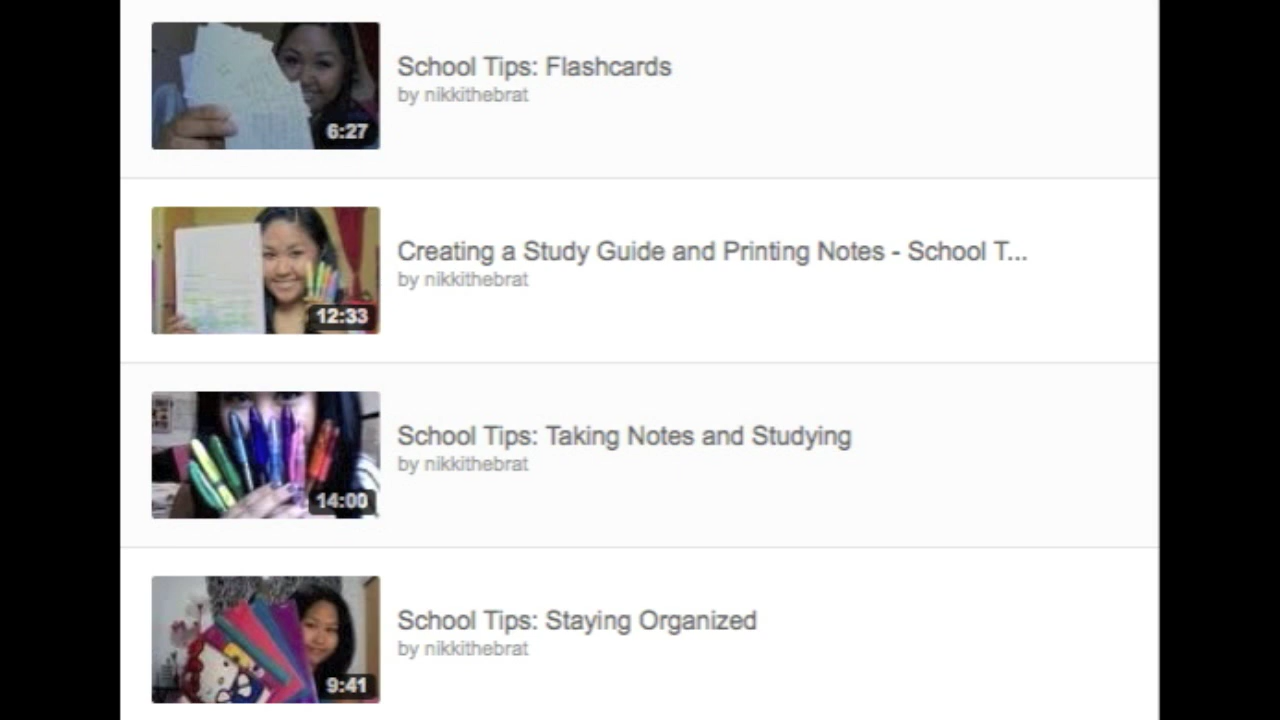 School Tips: Flashcards
by nikkithebrat
6:27
Creating a Study Guide and Printing Notes - School T...
by nikkithebrat
12:33
School Tips: Taking Notes and Studying
by nikkithebrat
14:00
School Tips: Staying Organized
by nikkithebrat
9:41